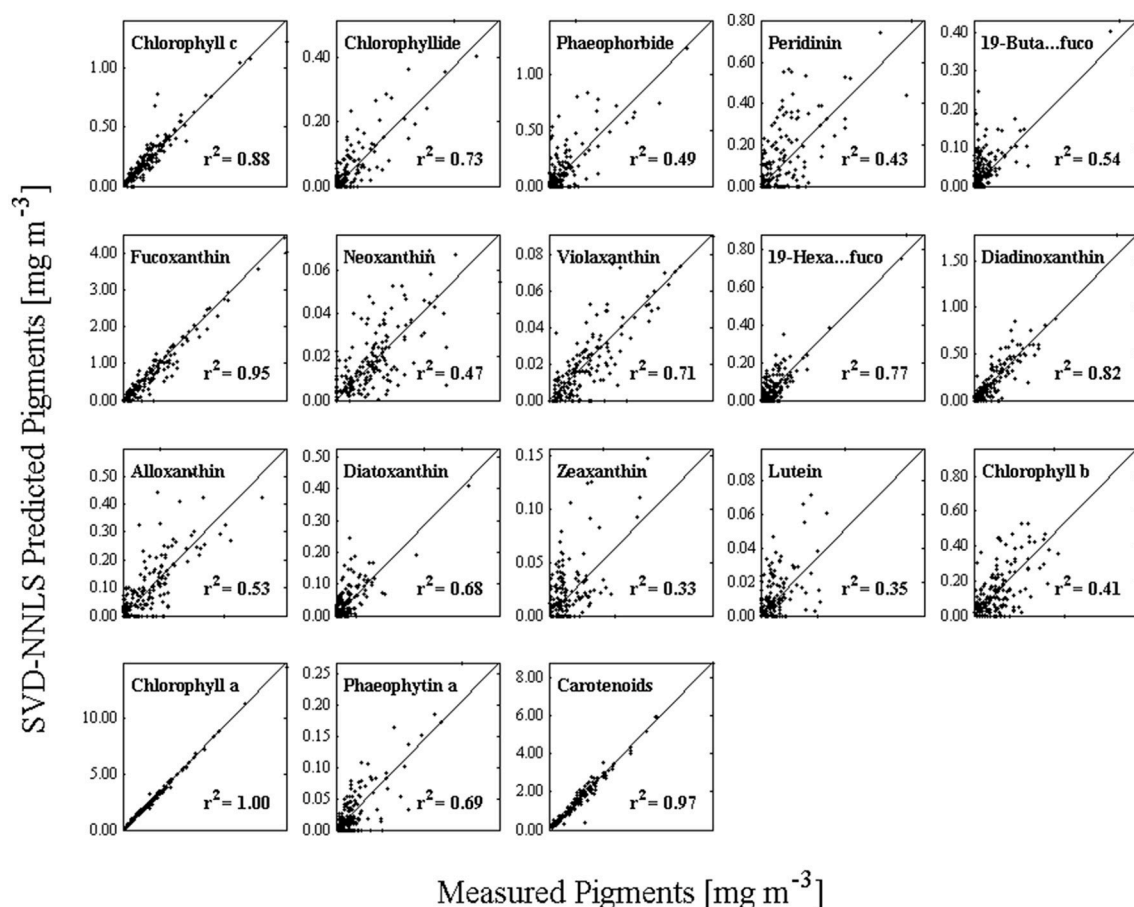 SVD-NNLS Predicted Pigments [mg m⁻³]
Chlorophyll c
1.00
0.50
0.00
r² = 0.88
Chlorophyllide
0.40
0.20
0.00
r² = 0.73
Phaeophorbide
1.00
0.50
0.00
r² = 0.49
Peridinin
0.80
0.60
0.40
0.20
0.00
r² = 0.43
19-Buta...fuco
0.40
0.30
0.20
0.10
0.00
r² = 0.54
Fucoxanthin
4.00
3.00
2.00
1.00
0.00
r² = 0.95
Neoxanthin
0.06
0.04
0.02
0.00
r² = 0.47
Violaxanthin
0.08
0.06
0.04
0.02
0.00
r² = 0.71
19-Hexa...fuco
0.80
0.60
0.40
0.20
0.00
r² = 0.77
Diadinoxanthin
1.50
1.00
0.50
0.00
r² = 0.82
Alloxanthin
0.50
0.40
0.30
0.20
0.10
0.00
r² = 0.53
Diatoxanthin
0.50
0.40
0.30
0.20
0.10
0.00
r² = 0.68
Zeaxanthin
0.15
0.10
0.05
0.00
r² = 0.33
Lutein
0.08
0.06
0.04
0.02
0.00
r² = 0.35
Chlorophyll b
0.80
0.60
0.40
0.20
0.00
r² = 0.41
Chlorophyll a
10.00
5.00
0.00
r² = 1.00
Phaeophytin a
0.25
0.20
0.15
0.10
0.05
0.00
r² = 0.69
Carotenoids
8.00
6.00
4.00
2.00
0.00
r² = 0.97
Measured Pigments [mg m⁻³]